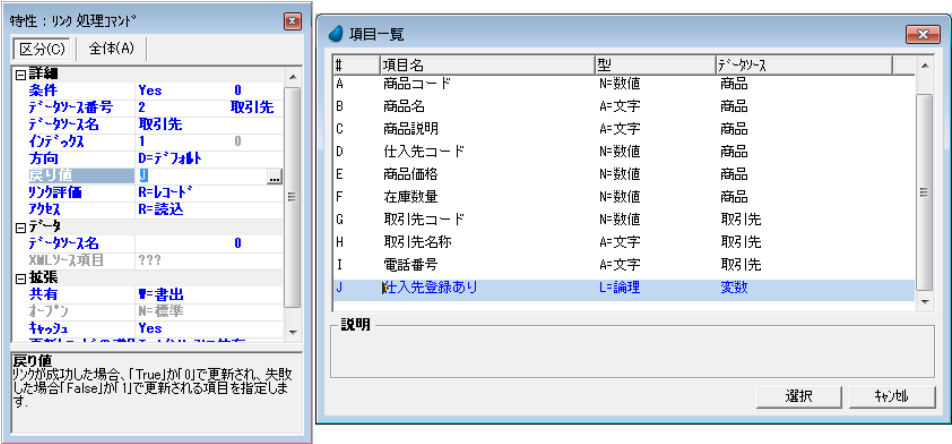 特性：リンク 処理コマンド
区分(C) 全体(A)
詳細
条件 Yes 0
データソース番号 2 取引先
データソース名 取引先
インデックス 1 0
方向 D=デフォルト
戻り値 J ...
リンク評価 R=レコード
アクセス R=読込
データ
データソース名 0
XMLソース項目 ???
拡張
共有 W=書出
オープン N=標準
キャッシュ Yes
戻り値
リンクが成功した場合、「True」か「0」で更新され、失敗
した場合「False」か「1」で更新される項目を指定しま
す.
項目一覧
# 項目名 型 データソース
A 商品コード N=数値 商品
B 商品名 A=文字 商品
C 商品説明 A=文字 商品
D 仕入先コード N=数値 商品
E 商品価格 N=数値 商品
F 在庫数量 N=数値 商品
G 取引先コード N=数値 取引先
H 取引先名称 A=文字 取引先
I 電話番号 A=文字 取引先
J 仕入先登録あり L=論理 変数
説明
選択 キャンセル